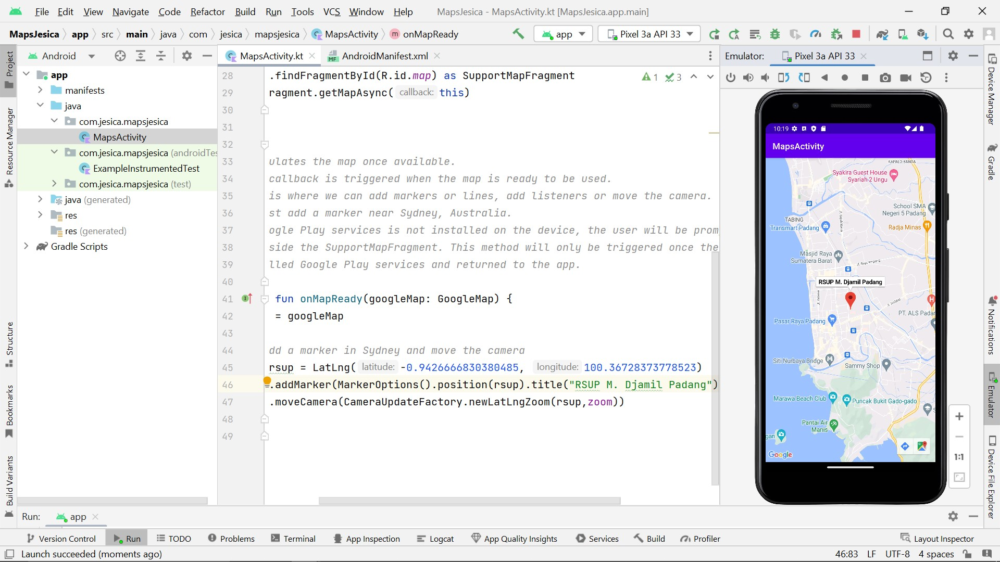 File Edit View Navigate Code Refactor Build Run Tools VCS Window Help MapsJesica - MapsActivity.kt [MapsJesica.app.main]
MapsJesica app src main java com jesica mapsjesica MapsActivity m onMapReady app Pixel 3a API 33
Project
Resource Manager
Structure
Bookmarks
Build Variants
Android
app
manifests
java
com.jesica.mapsjesica
MapsActivity
com.jesica.mapsjesica (androidTes
ExampleInstrumentedTest
com.jesica.mapsjesica (test)
java (generated)
res
res (generated)
Gradle Scripts
MapsActivity.kt MF AndroidManifest.xml
1 3
28 .findFragmentById(R.id.map) as SupportMapFragment
29 ragment.getMapAsync( callback: this)
30
31
32
33 ulates the map once available.
34 callback is triggered when the map is ready to be used.
35 is where we can add markers or lines, add listeners or move the camera.
36 st add a marker near Sydney, Australia.
37 ogle Play services is not installed on the device, the user will be prom
38 side the SupportMapFragment. This method will only be triggered once the
39 lled Google Play services and returned to the app.
40
41 fun onMapReady(googleMap: GoogleMap) {
42 = googleMap
43
44 dd a marker in Sydney and move the camera
45 rsup = LatLng( latitude: -0.9426666830380485, longitude: 100.36728373778523)
46 .addMarker(MarkerOptions().position(rsup).title("RSUP M. Djamil Padang")
47 .moveCamera(CameraUpdateFactory.newLatLngZoom(rsup,zoom))
48
49
Emulator: Pixel 3a API 33
10:19
MapsActivity
KAPALO BANDA
Syakira Guest House
Syariah 2 Ungu
School SMA
Negeri 5 Padang
TABING
Transmart Padang
Radja Minas
Jl. Gajah Mada
Masjid Raya
Sumatera Barat
Jl. Raya Ampang
RSUP M. Djamil Padang
Jl. Veteran
Jl. Andalas
H
PT. ALS Padan
Pasar Raya Padang
Siti Nurbaya Bridge
Sammy Shop
Marawa Beach Club
Puncak Bukit Gado-gado
Pantai Air
Manis
gan
Google
1:1
Device Manager
Gradle
Notifications
Emulator
Device File Explorer
Run: app
Version Control Run TODO Problems Terminal App Inspection Logcat App Quality Insights Services Build Profiler Layout Inspector
Launch succeeded (moments ago) 46:83 LF UTF-8 4 spaces